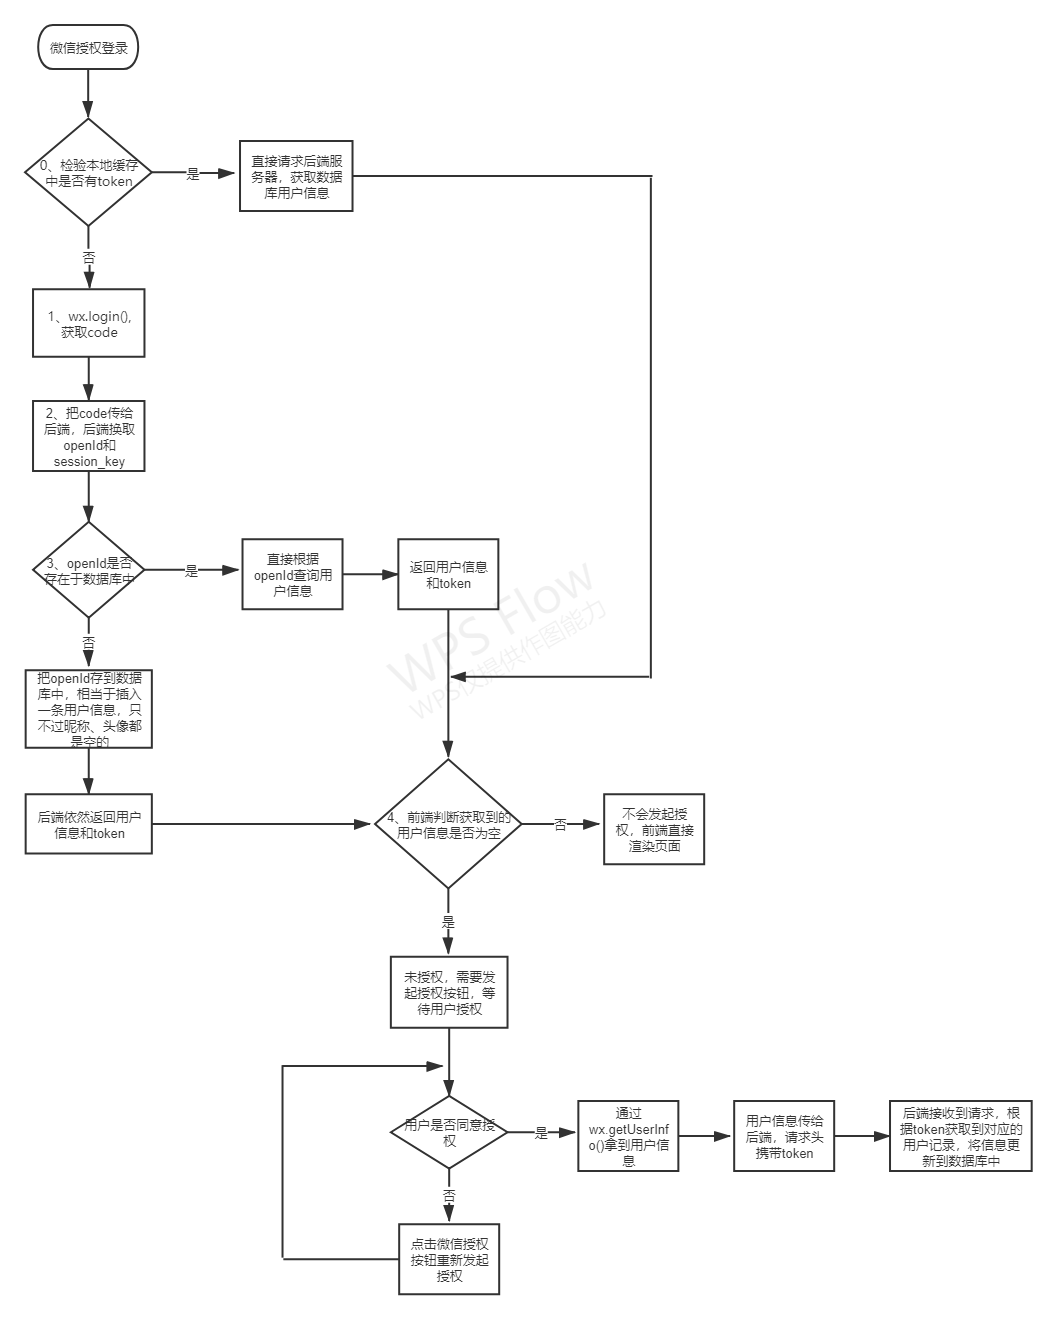 微信授权登录
0、检验本地缓存
中是否有token
是
直接请求后端服
务器，获取数据
库用户信息
否
1、wx.login(),
获取code
2、把code传给
后端，后端换取
openId和
session_key
3、openId是否
存在于数据库中
是
直接根据
openId查询用
户信息
返回用户信息
和token
WPS Flow
WPS仅提供作图能力
否
把openId存到数据
库中，相当于插入
一条用户信息，只
不过昵称、头像都
是空的
后端依然返回用户
信息和token
4、前端判断获取到的
用户信息是否为空
否
不会发起授
权，前端直接
渲染页面
是
未授权，需要发
起授权按钮，等
待用户授权
用户是否同意授
权
是
通过
wx.getUserInf
o()拿到用户信
息
用户信息传给
后端，请求头
携带token
后端接收到请求，根
据token获取到对应的
用户记录，将信息更
新到数据库中
否
点击微信授权
按钮重新发起
授权